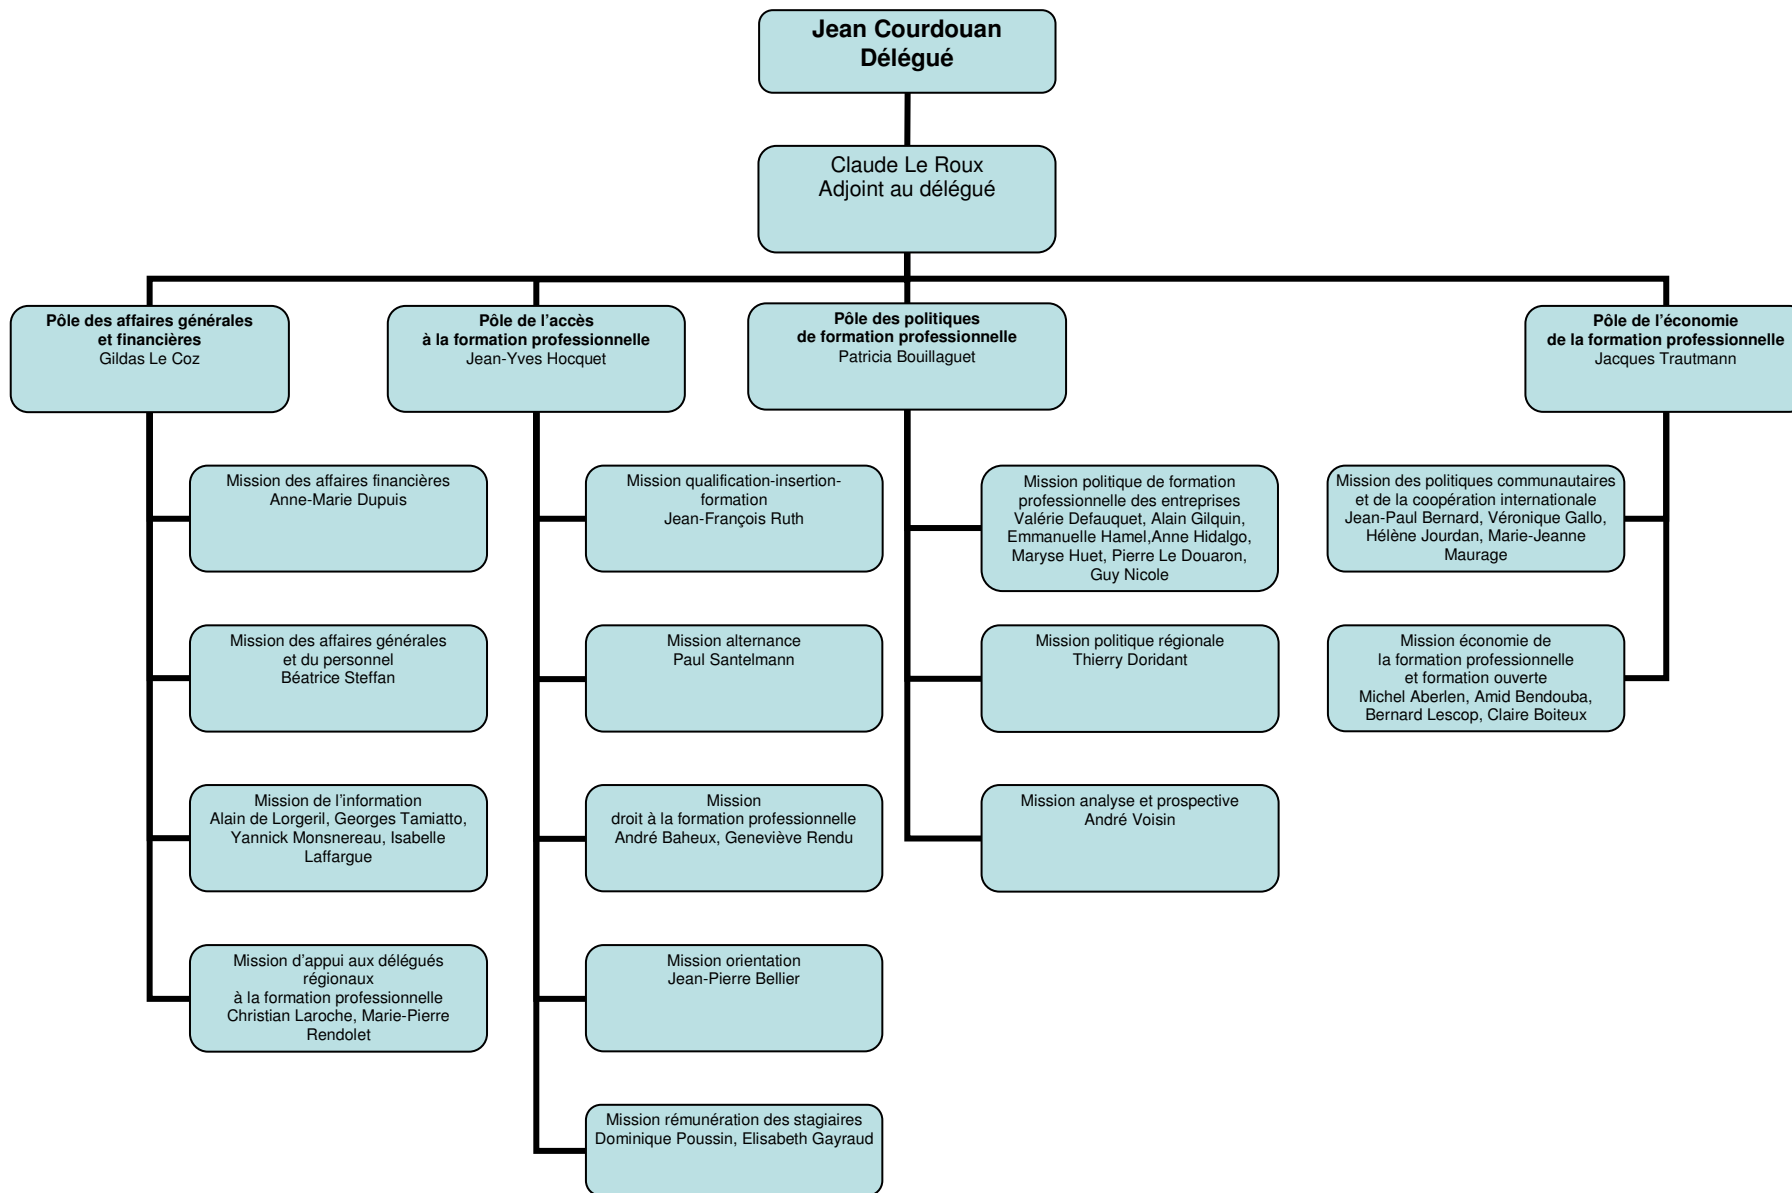 Jean Courdouan
Délégué
Claude Le Roux
Adjoint au délégué
Pôle des affaires générales
et financières
Gildas Le Coz
Pôle de l'accès
à la formation professionnelle
Jean-Yves Hocquet
Pôle des politiques
de formation professionnelle
Patricia Bouillaguet
Pôle de l'économie
de la formation professionnelle
Jacques Trautmann
Mission des affaires financières
Anne-Marie Dupuis
Mission des affaires générales
et du personnel
Béatrice Steffan
Mission de l'information
Alain de Lorgeril, Georges Tamiatto,
Yannick Monsnereau, Isabelle
Laffargue
Mission d'appui aux délégués
régionaux
à la formation professionnelle
Christian Laroche, Marie-Pierre
Rendolet
Mission qualification-insertion-
formation
Jean-François Ruth
Mission alternance
Paul Santelmann
Mission
droit à la formation professionnelle
André Baheux, Geneviève Rendu
Mission orientation
Jean-Pierre Bellier
Mission rémunération des stagiaires
Dominique Poussin, Elisabeth Gayraud
Mission politique de formation
professionnelle des entreprises
Valérie Defauquet, Alain Gilquin,
Emmanuelle Hamel,Anne Hidalgo,
Maryse Huet, Pierre Le Douaron,
Guy Nicole
Mission politique régionale
Thierry Doridant
Mission analyse et prospective
André Voisin
Mission des politiques communautaires
et de la coopération internationale
Jean-Paul Bernard, Véronique Gallo,
Hélène Jourdan, Marie-Jeanne
Maurage
Mission économie de
la formation professionnelle
et formation ouverte
Michel Aberlen, Amid Bendouba,
Bernard Lescop, Claire Boiteux